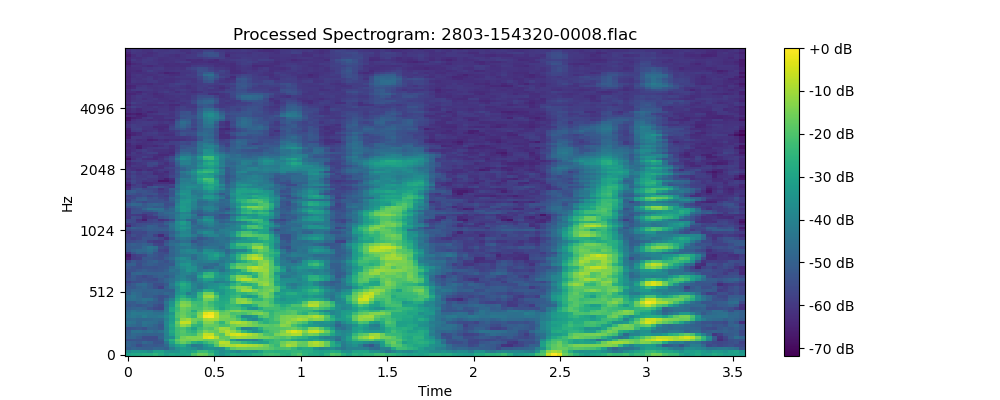 Processed Spectrogram: 2803-154320-0008.flac
Hz
4096
2048
1024
512
0
0
0.5
1
1.5
2
2.5
3
3.5
Time
+0 dB
-10 dB
-20 dB
-30 dB
-40 dB
-50 dB
-60 dB
-70 dB